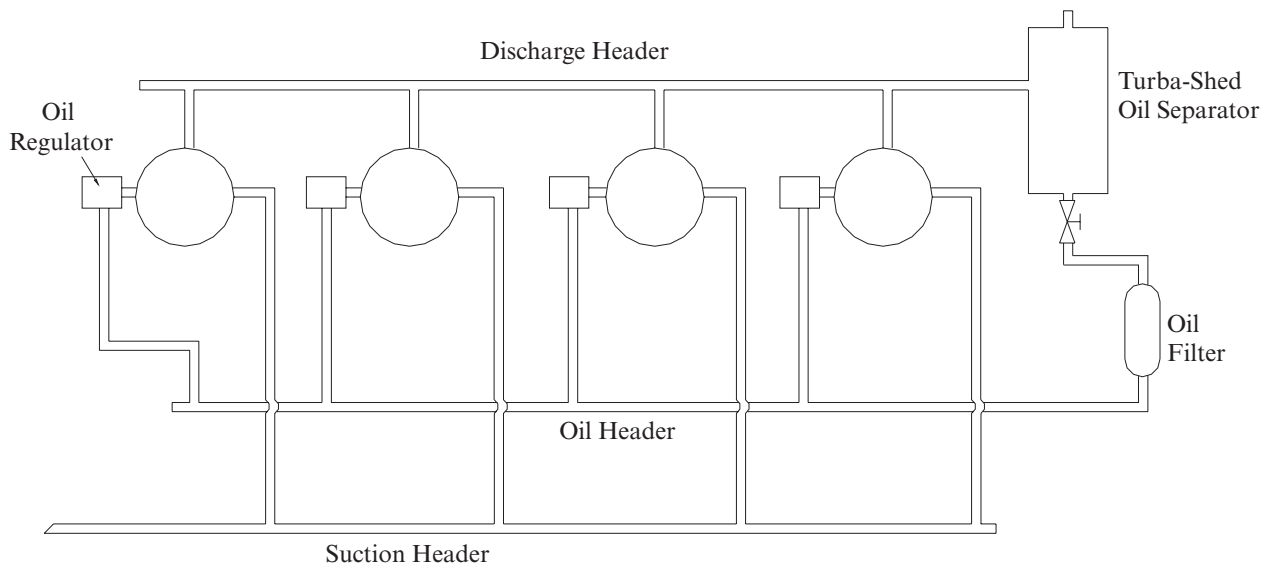 Discharge Header
Turba-Shed
Oil Separator
Oil
Regulator
Oil
Filter
Oil Header
Suction Header